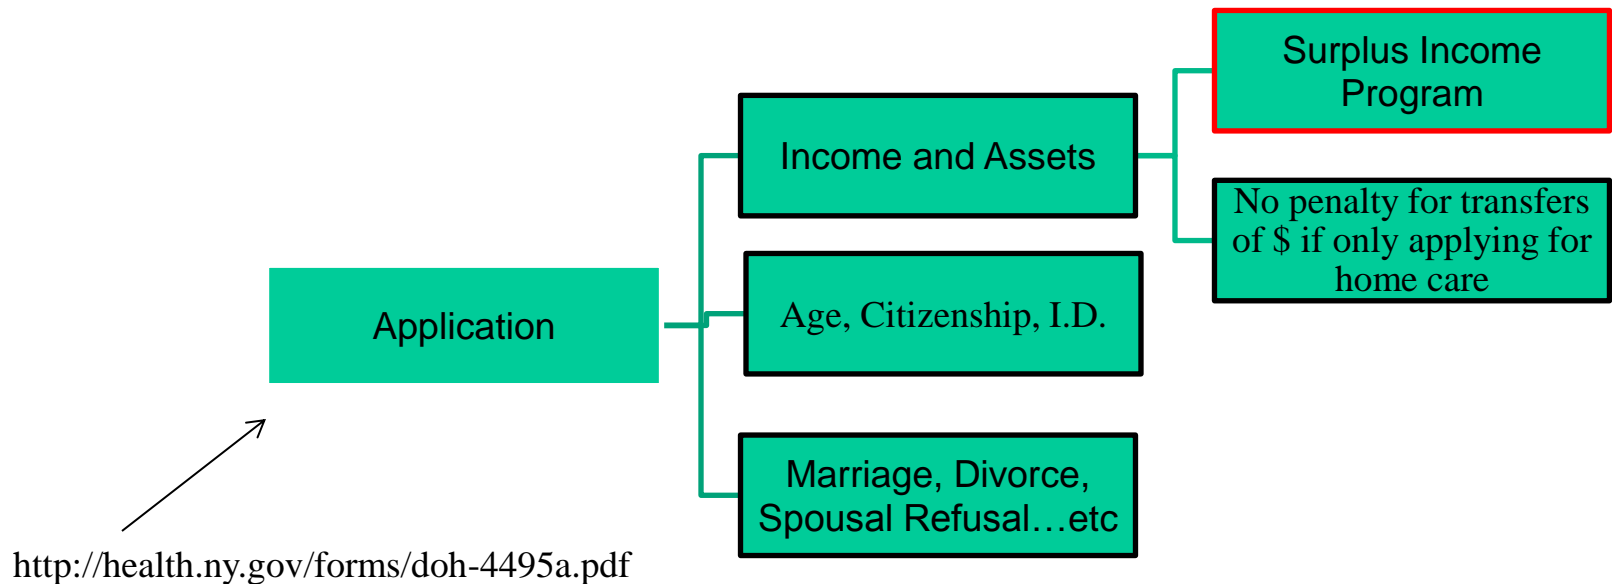 Surplus Income
Program
Income and Assets
No penalty for transfers
of $ if only applying for
home care
Application
Age, Citizenship, I.D.
Marriage, Divorce,
Spousal Refusal…etc
http://health.ny.gov/forms/doh-4495a.pdf